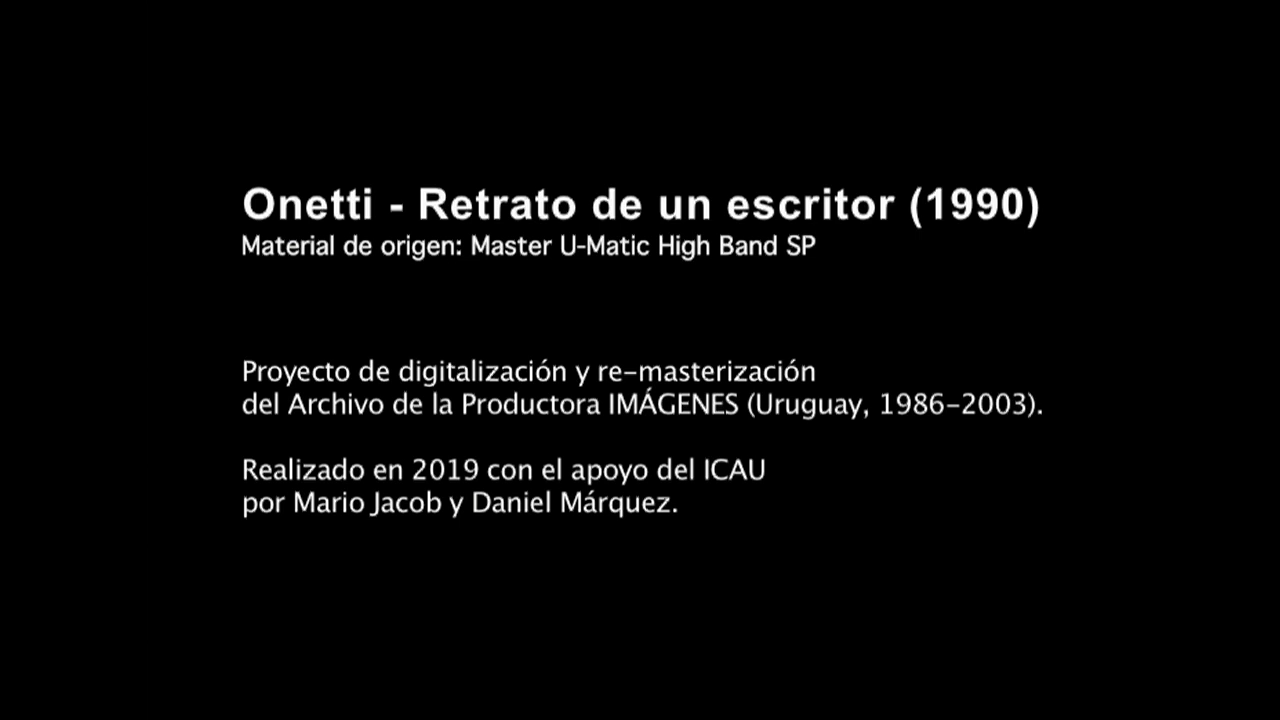 Onetti - Retrato de un escritor (1990)
Material de origen: Master U-Matic High Band SP
Proyecto de digitalización y re-masterización
del Archivo de la Productora IMÁGENES (Uruguay, 1986-2003).
Realizado en 2019 con el apoyo del ICAU
por Mario Jacob y Daniel Márquez.